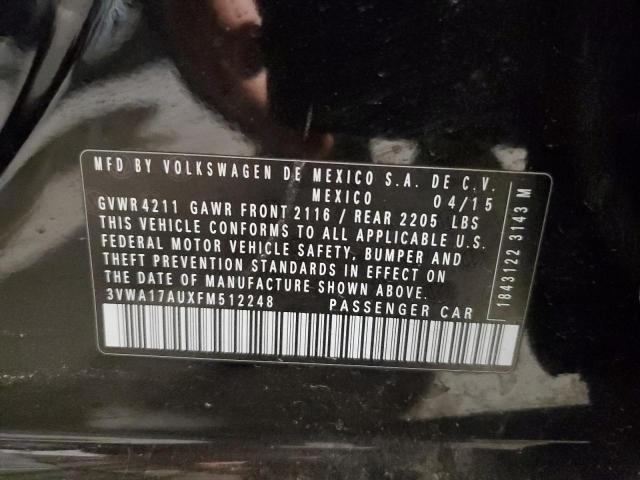 MFD BY VOLKSWAGEN DE MEXICO S.A. DE C.V.
MEXICO 04/15
GVWR 4211 GAWR FRONT 2116 / REAR 2205 LBS
THIS VEHICLE CONFORMS TO ALL APPLICABLE U.S.
FEDERAL MOTOR VEHICLE SAFETY, BUMPER AND
THEFT PREVENTION STANDARDS IN EFFECT ON
THE DATE OF MANUFACTURE SHOWN ABOVE.
3VWA17AUXFM512248 PASSENGER CAR
1843122 3143 M